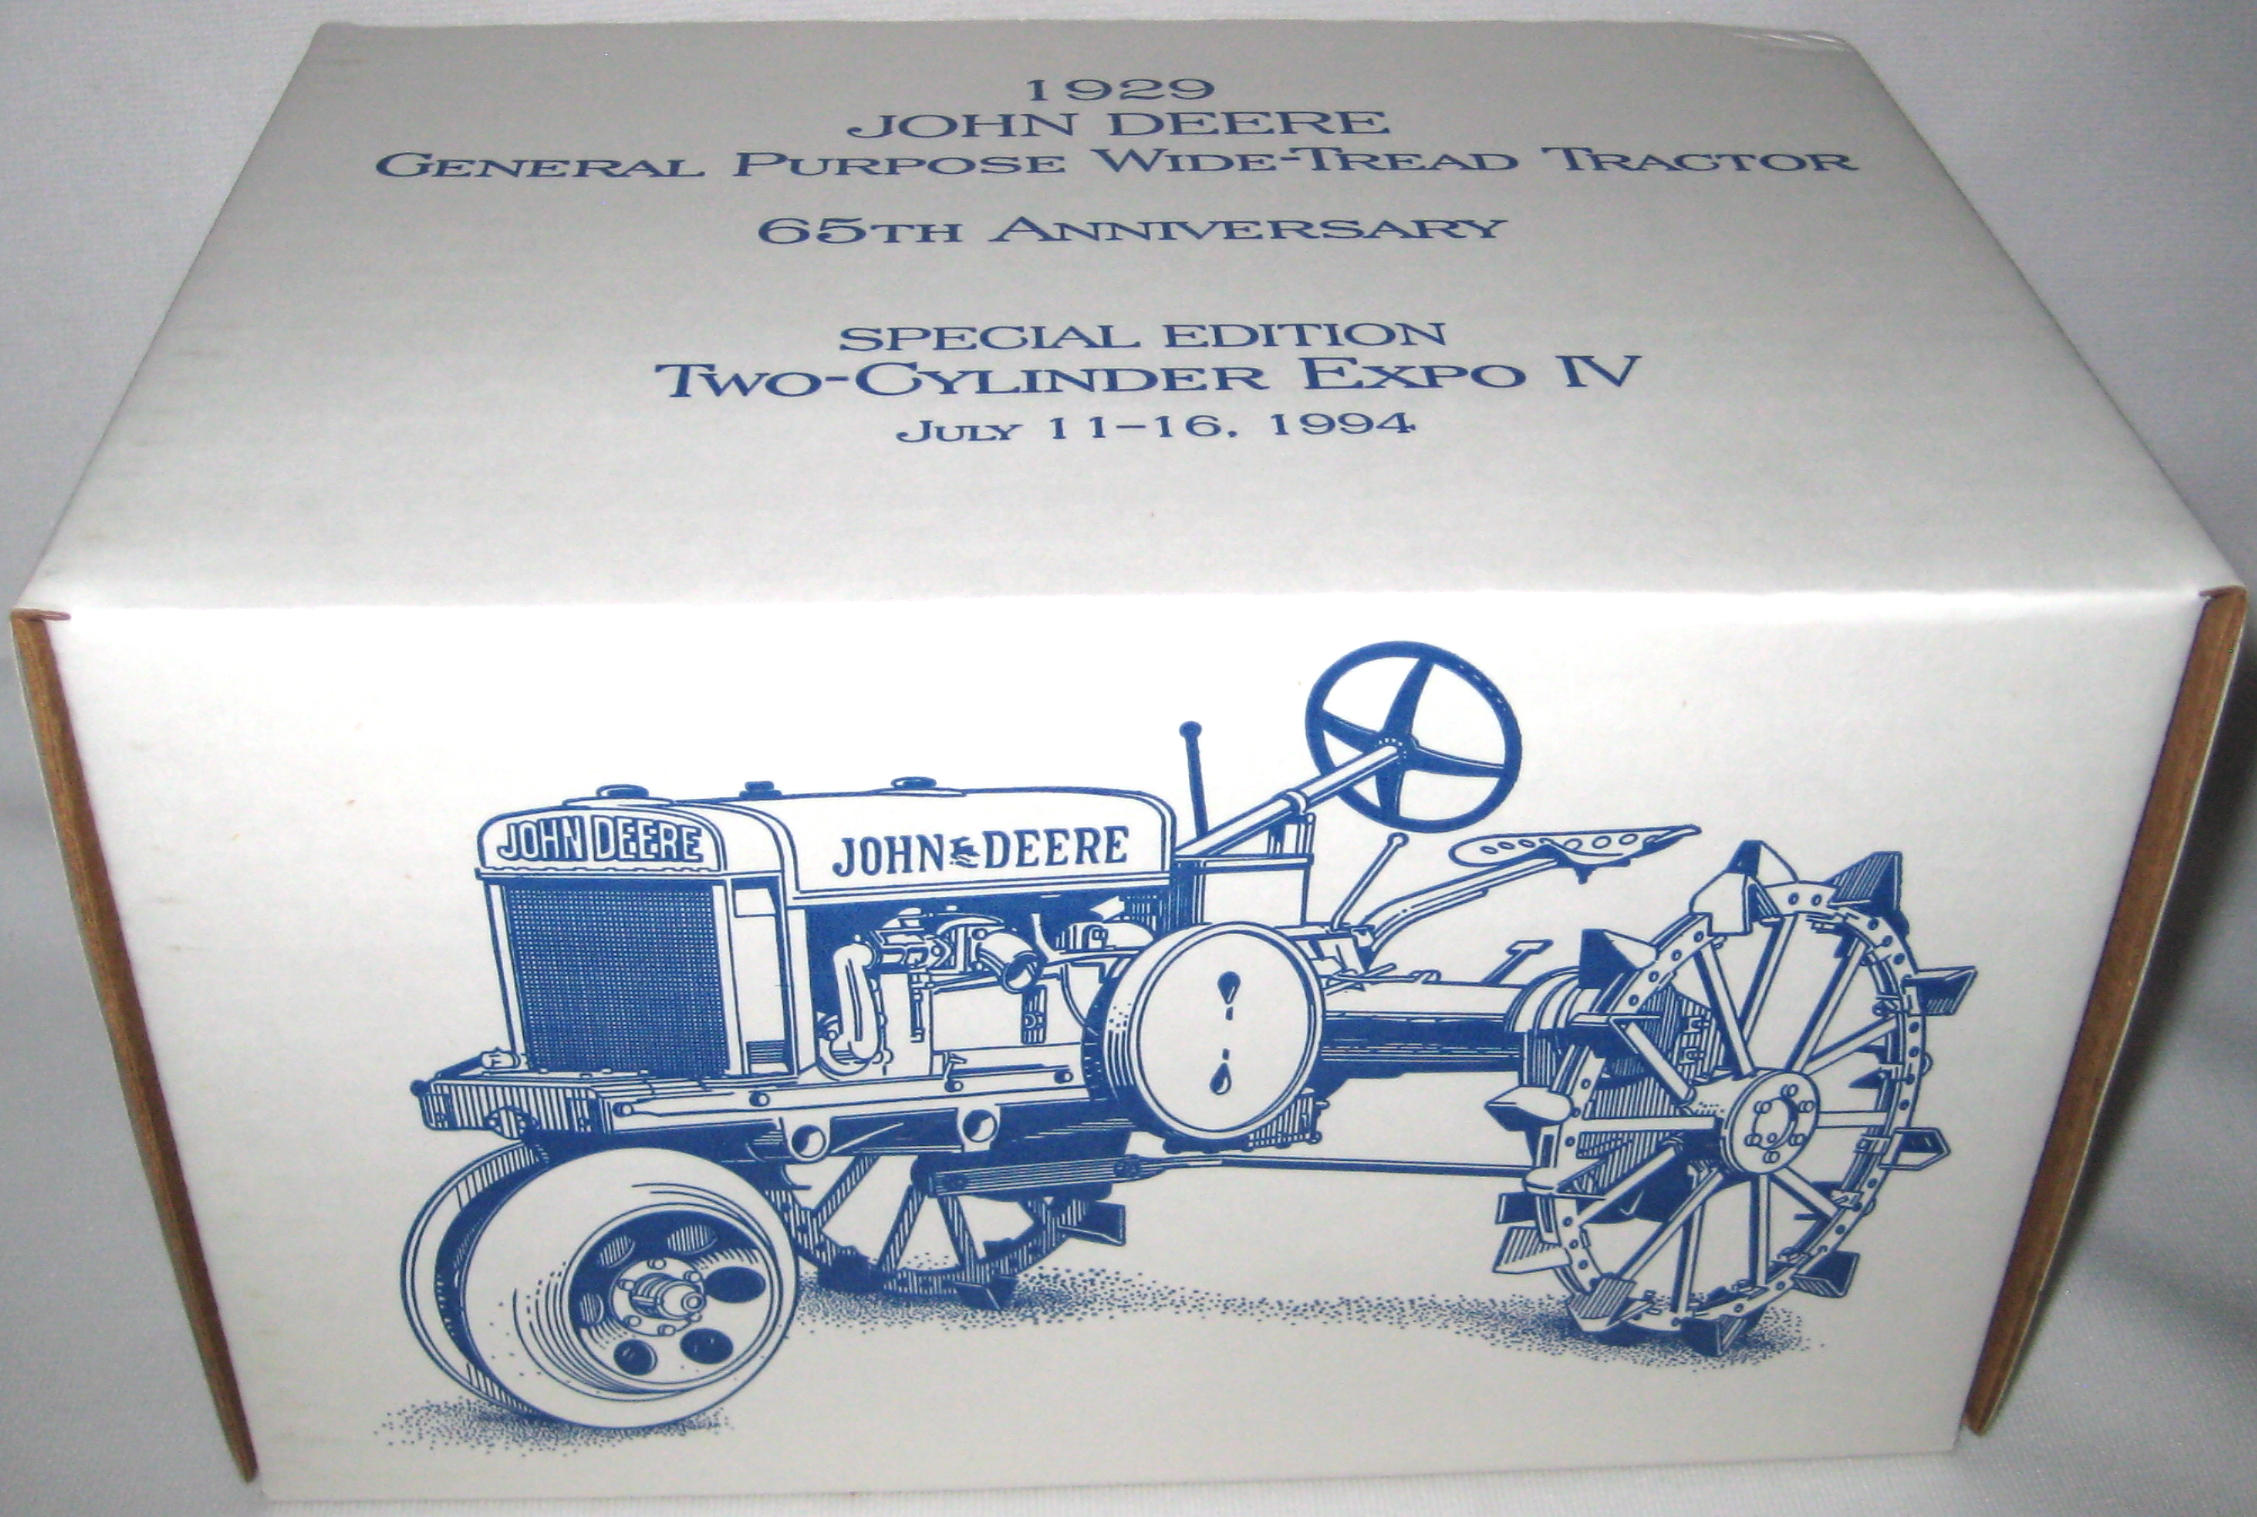 1929
JOHN DEERE
GENERAL PURPOSE WIDE-TREAD TRACTOR
65TH ANNIVERSARY
SPECIAL EDITION
TWO-CYLINDER EXPO IV
JULY 11-16, 1994
JOHN DEERE
JOHN DEERE